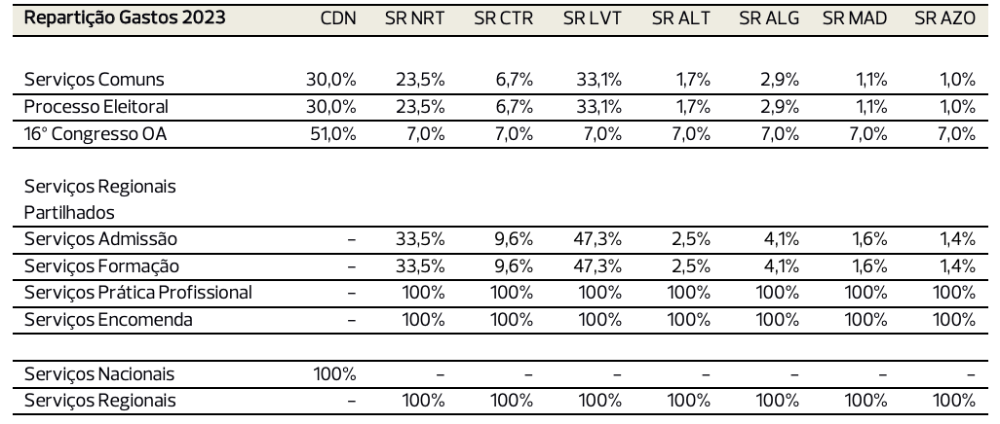 Repartição Gastos 2023 CDN SR NRT SR CTR SR LVT SR ALT SR ALG SR MAD SR AZO
Serviços Comuns 30,0% 23,5% 6,7% 33,1% 1,7% 2,9% 1,1% 1,0%
Processo Eleitoral 30,0% 23,5% 6,7% 33,1% 1,7% 2,9% 1,1% 1,0%
16º Congresso OA 51,0% 7,0% 7,0% 7,0% 7,0% 7,0% 7,0% 7,0%
Serviços Regionais
Partilhados
Serviços Admissão – 33,5% 9,6% 47,3% 2,5% 4,1% 1,6% 1,4%
Serviços Formação – 33,5% 9,6% 47,3% 2,5% 4,1% 1,6% 1,4%
Serviços Prática Profissional – 100% 100% 100% 100% 100% 100% 100%
Serviços Encomenda – 100% 100% 100% 100% 100% 100% 100%
Serviços Nacionais 100% – – – – – – –
Serviços Regionais – 100% 100% 100% 100% 100% 100% 100%